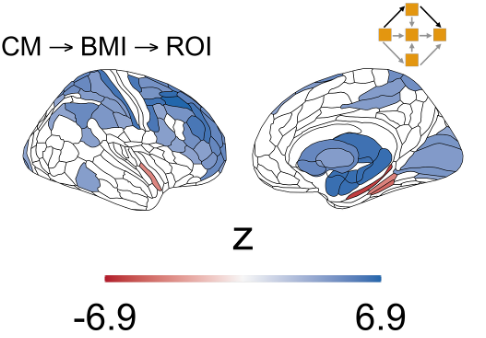 CM → BMI → ROI
z
-6.9 6.9